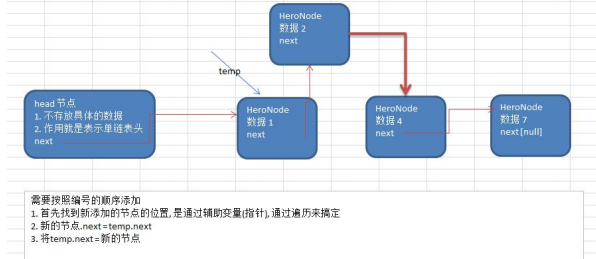 HeroNode
数据 2
next
temp
head 节点
1. 不存放具体的数据
2. 作用就是表示单链表头
next
HeroNode
数据 1
next
HeroNode
数据 4
next
HeroNode
数据 7
next[null]
需要按照编号的顺序添加
1. 首先找到新添加的节点的位置, 是通过辅助变量(指针), 通过遍历来搞定
2. 新的节点.next=temp.next
3. 将temp.next=新的节点